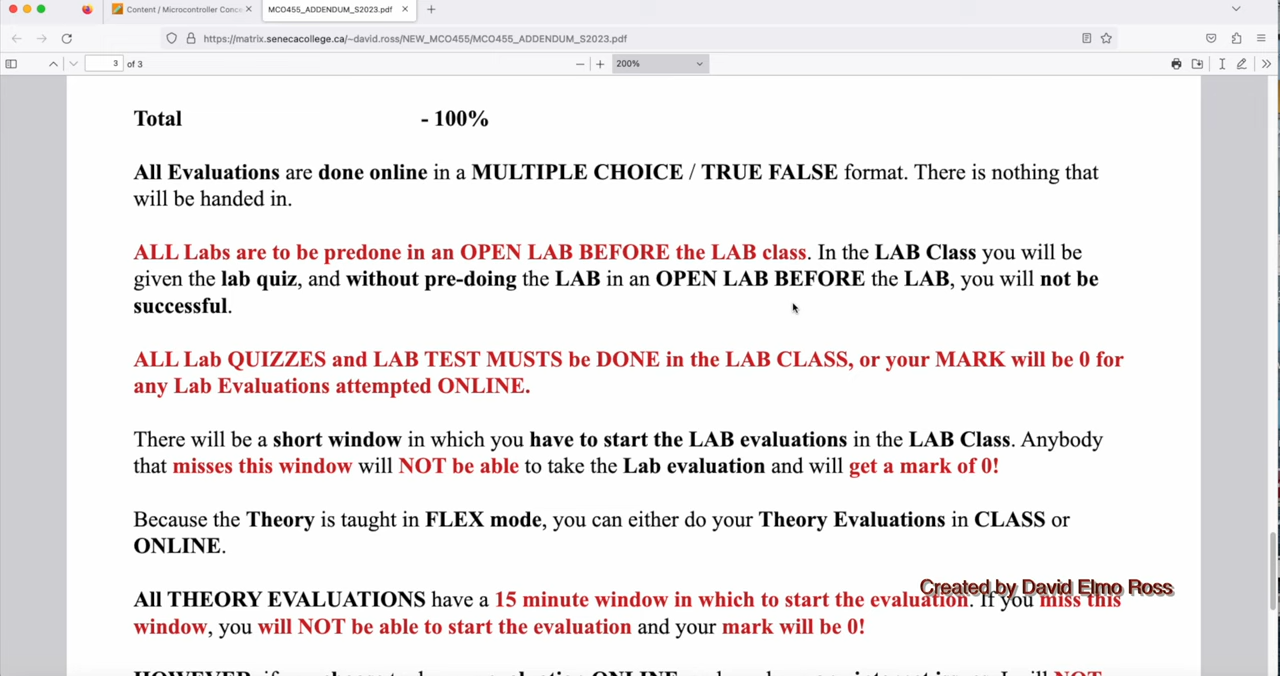 Content / Microcontroller Conc
MCO455_ADDENDUM_S2023.pdf
https://matrix.senecacollege.ca/~david.ross/NEW_MCO455/MCO455_ADDENDUM_S2023.pdf
3 of 3
200%
Total - 100%
All Evaluations are done online in a MULTIPLE CHOICE / TRUE FALSE format. There is nothing that
will be handed in.
ALL Labs are to be predone in an OPEN LAB BEFORE the LAB class. In the LAB Class you will be
given the lab quiz, and without pre-doing the LAB in an OPEN LAB BEFORE the LAB, you will not be
successful.
ALL Lab QUIZZES and LAB TEST MUSTS be DONE in the LAB CLASS, or your MARK will be 0 for
any Lab Evaluations attempted ONLINE.
There will be a short window in which you have to start the LAB evaluations in the LAB Class. Anybody
that misses this window will NOT be able to take the Lab evaluation and will get a mark of 0!
Because the Theory is taught in FLEX mode, you can either do your Theory Evaluations in CLASS or
ONLINE.
Created by David Elmo Ross
All THEORY EVALUATIONS have a 15 minute window in which to start the evaluation. If you miss this
window, you will NOT be able to start the evaluation and your mark will be 0!